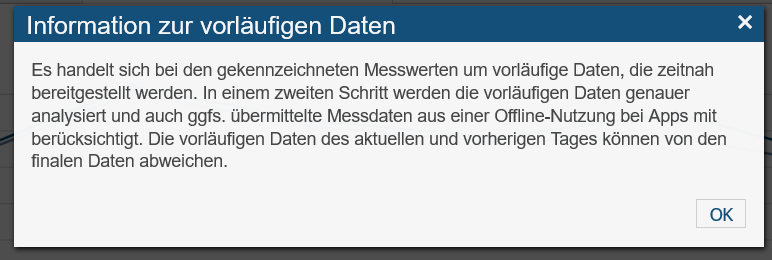 Information zur vorläufigen Daten
Es handelt sich bei den gekennzeichneten Messwerten um vorläufige Daten, die zeitnah
bereitgestellt werden. In einem zweiten Schritt werden die vorläufigen Daten genauer
analysiert und auch ggfs. übermittelte Messdaten aus einer Offline-Nutzung bei Apps mit
berücksichtigt. Die vorläufigen Daten des aktuellen und vorherigen Tages können von den
finalen Daten abweichen.
OK